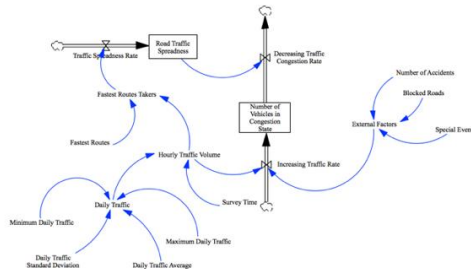 Road Traffic
Spreadness
Traffic Spreadness Rate
Decreasing Traffic
Congestion Rate
Number of Accidents
Fastest Routes Takers
Blocked Roads
Number of
Vehicles in
Congestion
State
External Factors
Special Even
Fastest Routes
Hourly Traffic Volume
Increasing Traffic Rate
Daily Traffic
Survey Time
Minimum Daily Traffic
Maximum Daily Traffic
Daily Traffic
Standard Deviation
Daily Traffic Average